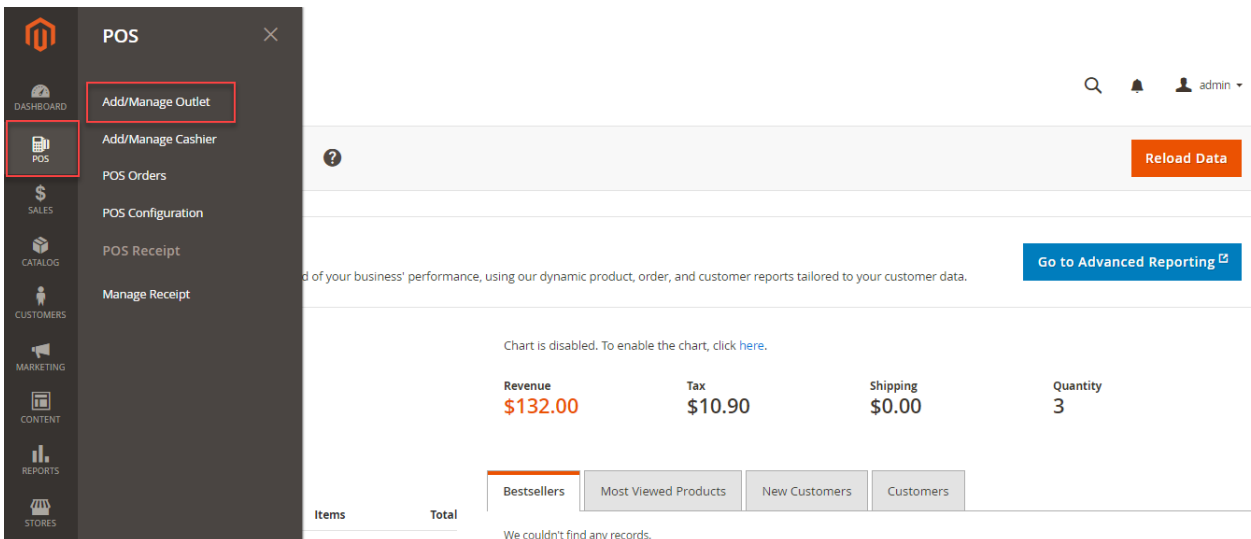 POS
DASHBOARD
POS
SALES
CATALOG
CUSTOMERS
MARKETING
CONTENT
REPORTS
STORES
Add/Manage Outlet
Add/Manage Cashier
POS Orders
POS Configuration
POS Receipt
Manage Receipt
admin
?
Reload Data
d of your business' performance, using our dynamic product, order, and customer reports tailored to your customer data.
Go to Advanced Reporting
Chart is disabled. To enable the chart, click here.
Revenue Tax Shipping Quantity
$132.00 $10.90 $0.00 3
Bestsellers Most Viewed Products New Customers Customers
Items Total
We couldn't find any records.